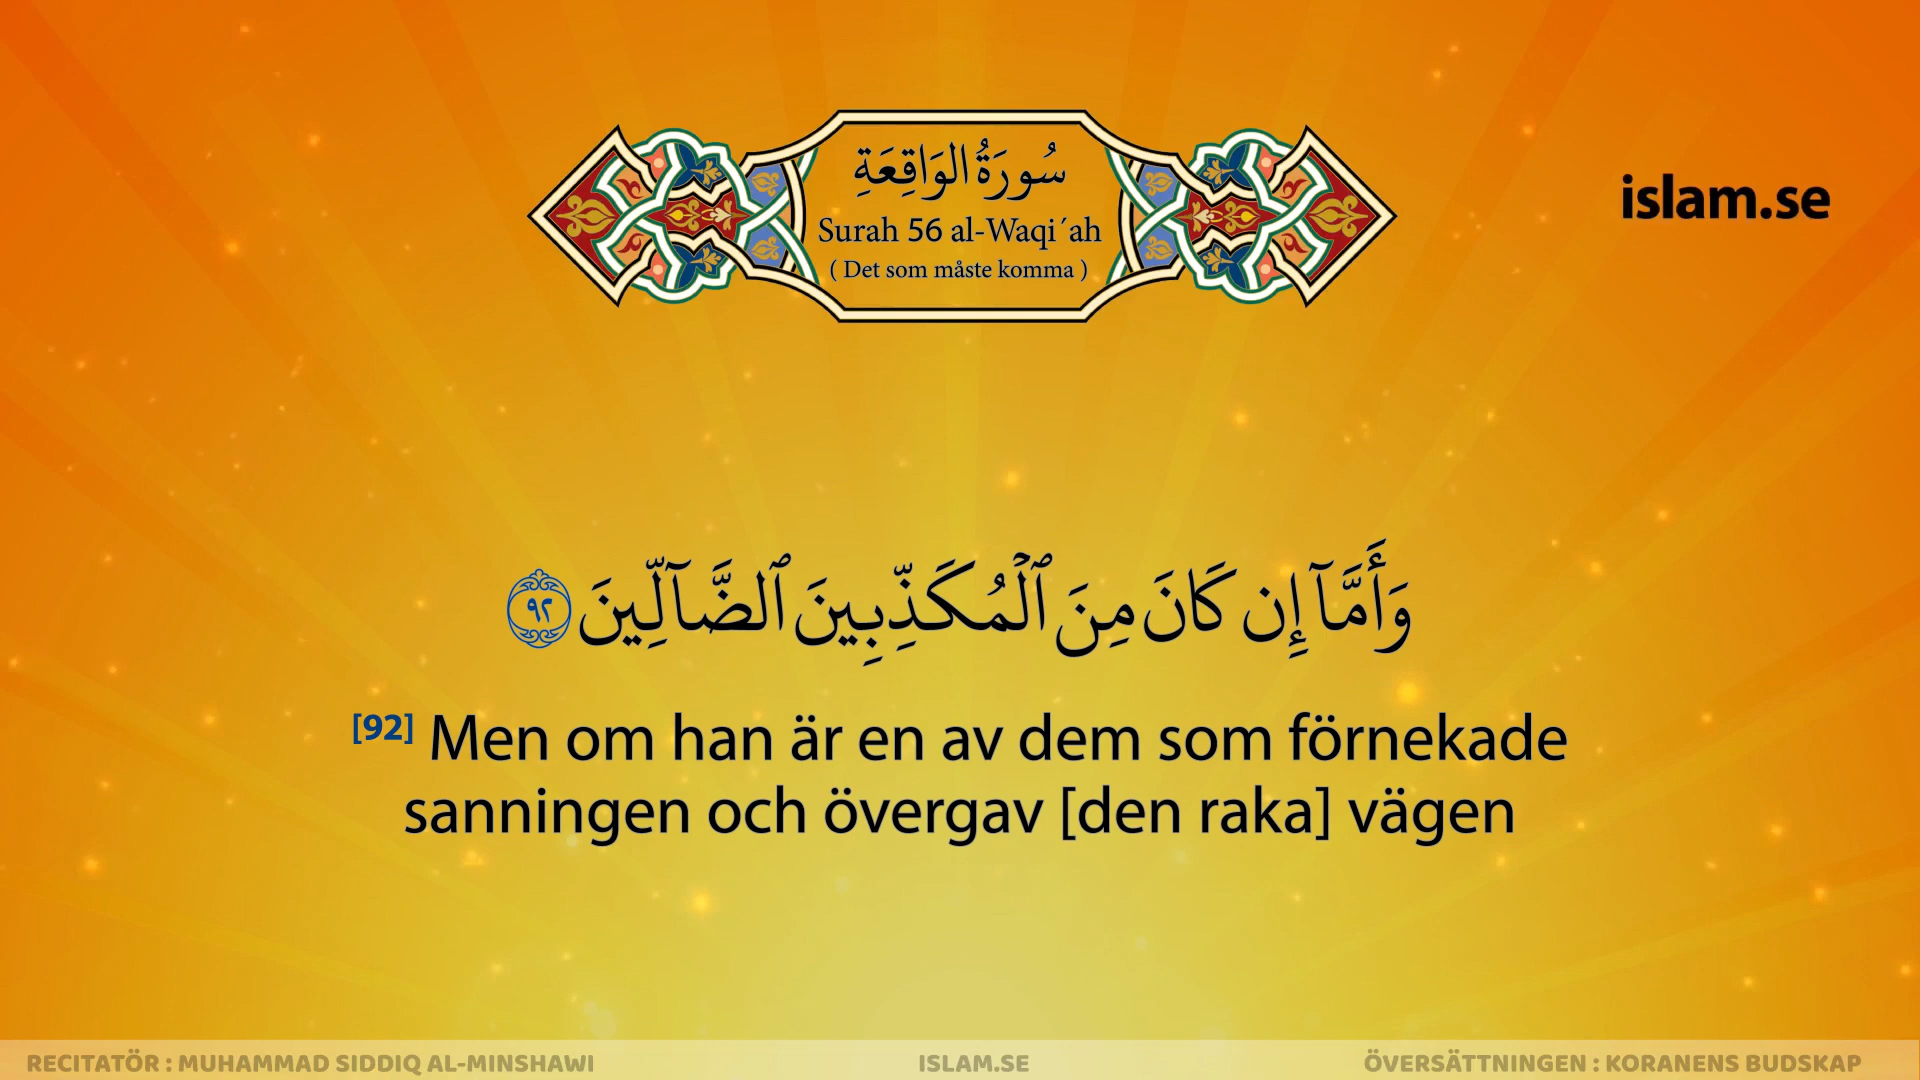 سُورَةُ الوَاقِعَةِ
Surah 56 al-Waqi´ah
( Det som måste komma )
islam.se
وَأَمَّآ إِن كَانَ مِنَ ٱلْمُكَذِّبِينَ ٱلضَّآلِّينَ ٩٢
[92] Men om han är en av dem som förnekade
sanningen och övergav [den raka] vägen
RECITATÖR : MUHAMMAD SIDDIQ AL-MINSHAWI
ISLAM.SE
ÖVERSÄTTNINGEN : KORANENS BUDSKAP